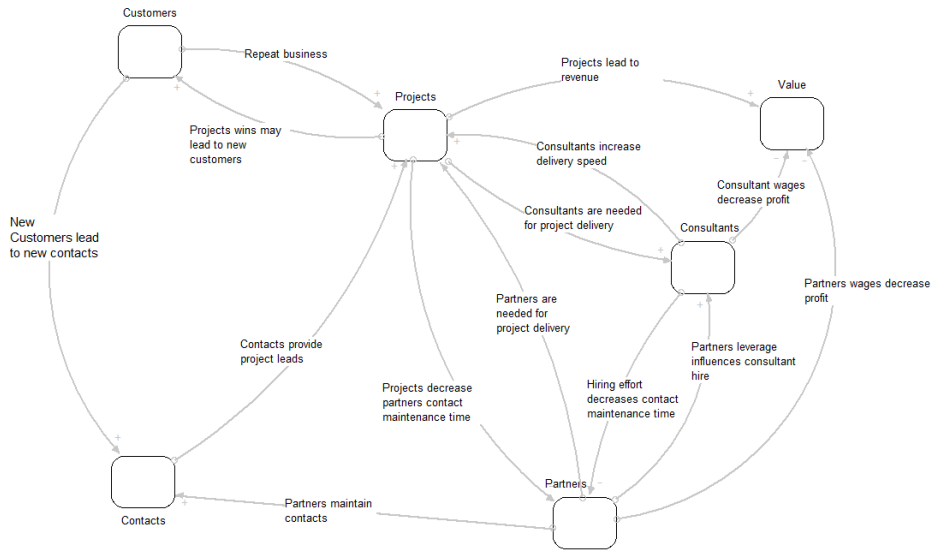 Customers
Repeat business
Projects lead to
revenue
Value
Projects
Projects wins may
lead to new
customers
Consultants increase
delivery speed
Consultant wages
decrease profit
New
Customers lead
to new contacts
Consultants are needed
for project delivery
Consultants
Partners wages decrease
profit
Partners are
needed for
project delivery
Contacts provide
project leads
Partners leverage
influences consultant
hire
Projects decrease
partners contact
maintenance time
Hiring effort
decreases contact
maintenance time
Partners
Partners maintain
contacts
Contacts